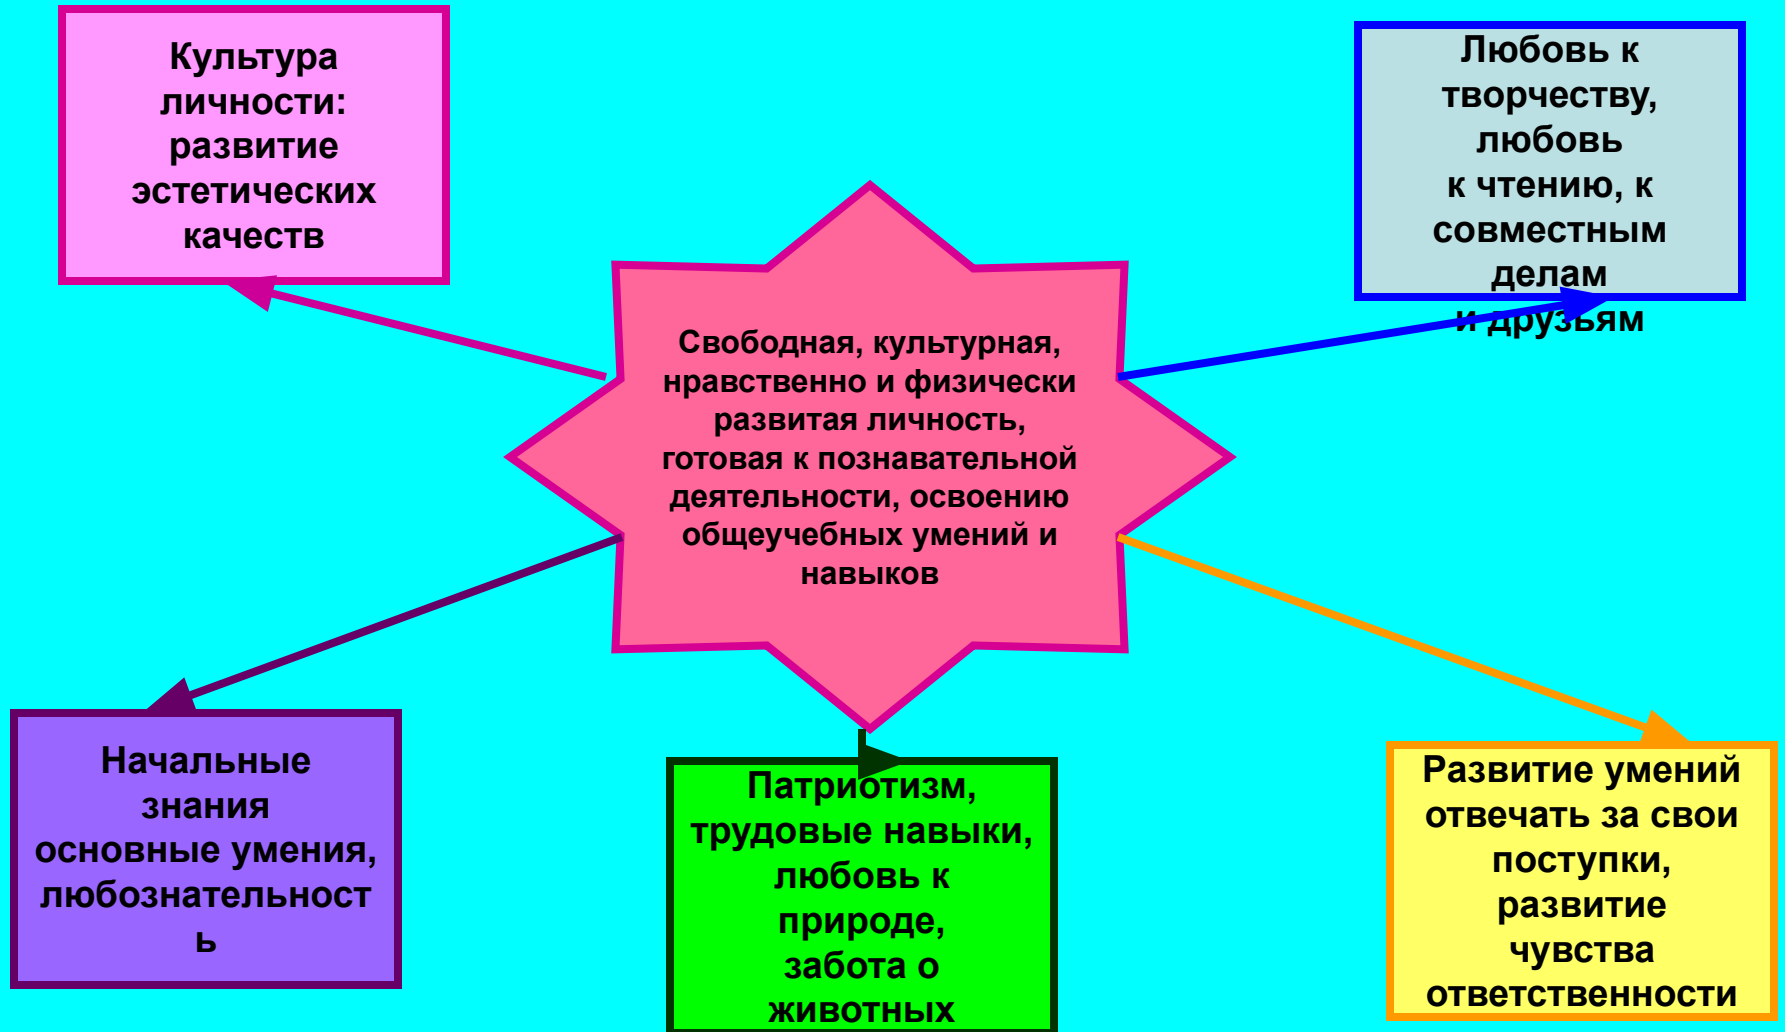 Культура
личности:
развитие
эстетических
качеств
Любовь к
творчеству,
любовь
к чтению, к
совместным
делам
и друзьям
Свободная, культурная,
нравственно и физически
развитая личность,
готовая к познавательной
деятельности, освоению
общеучебных умений и
навыков
Начальные
знания
основные умения,
любознательност
ь
Патриотизм,
трудовые навыки,
любовь к
природе,
забота о
животных
Развитие умений
отвечать за свои
поступки,
развитие
чувства
ответственности